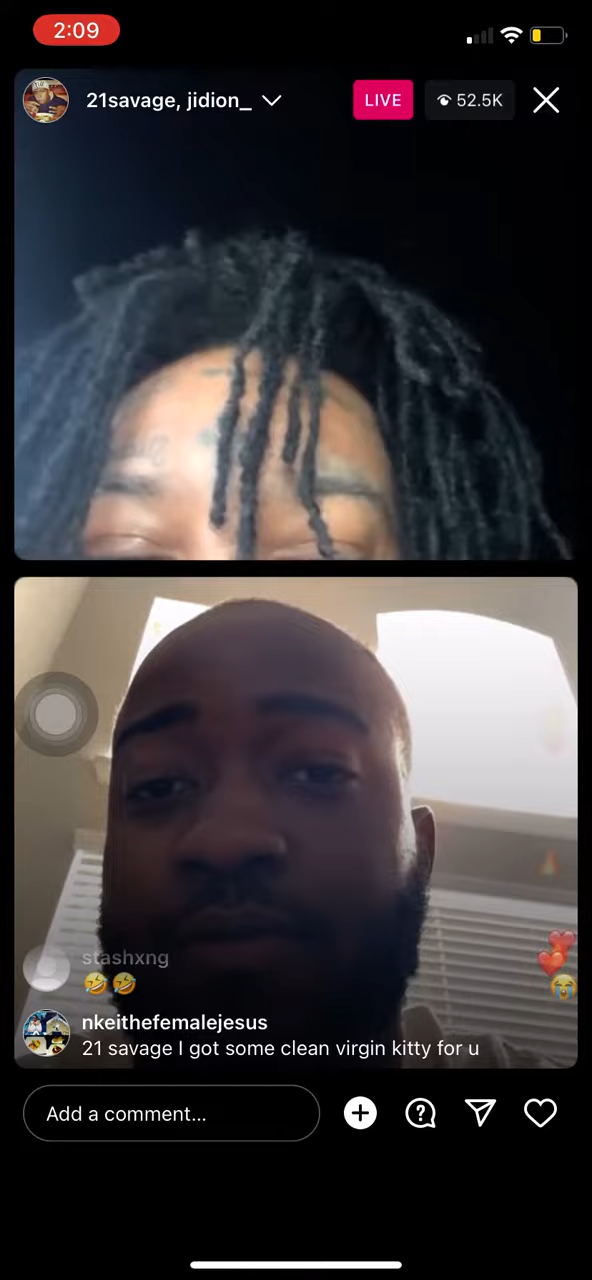 2:09
21savage, jidion_
LIVE
52.5K
stashxng
🤣🤣
nkeithefemalejesus
21 savage I got some clean virgin kitty for u
Add a comment...